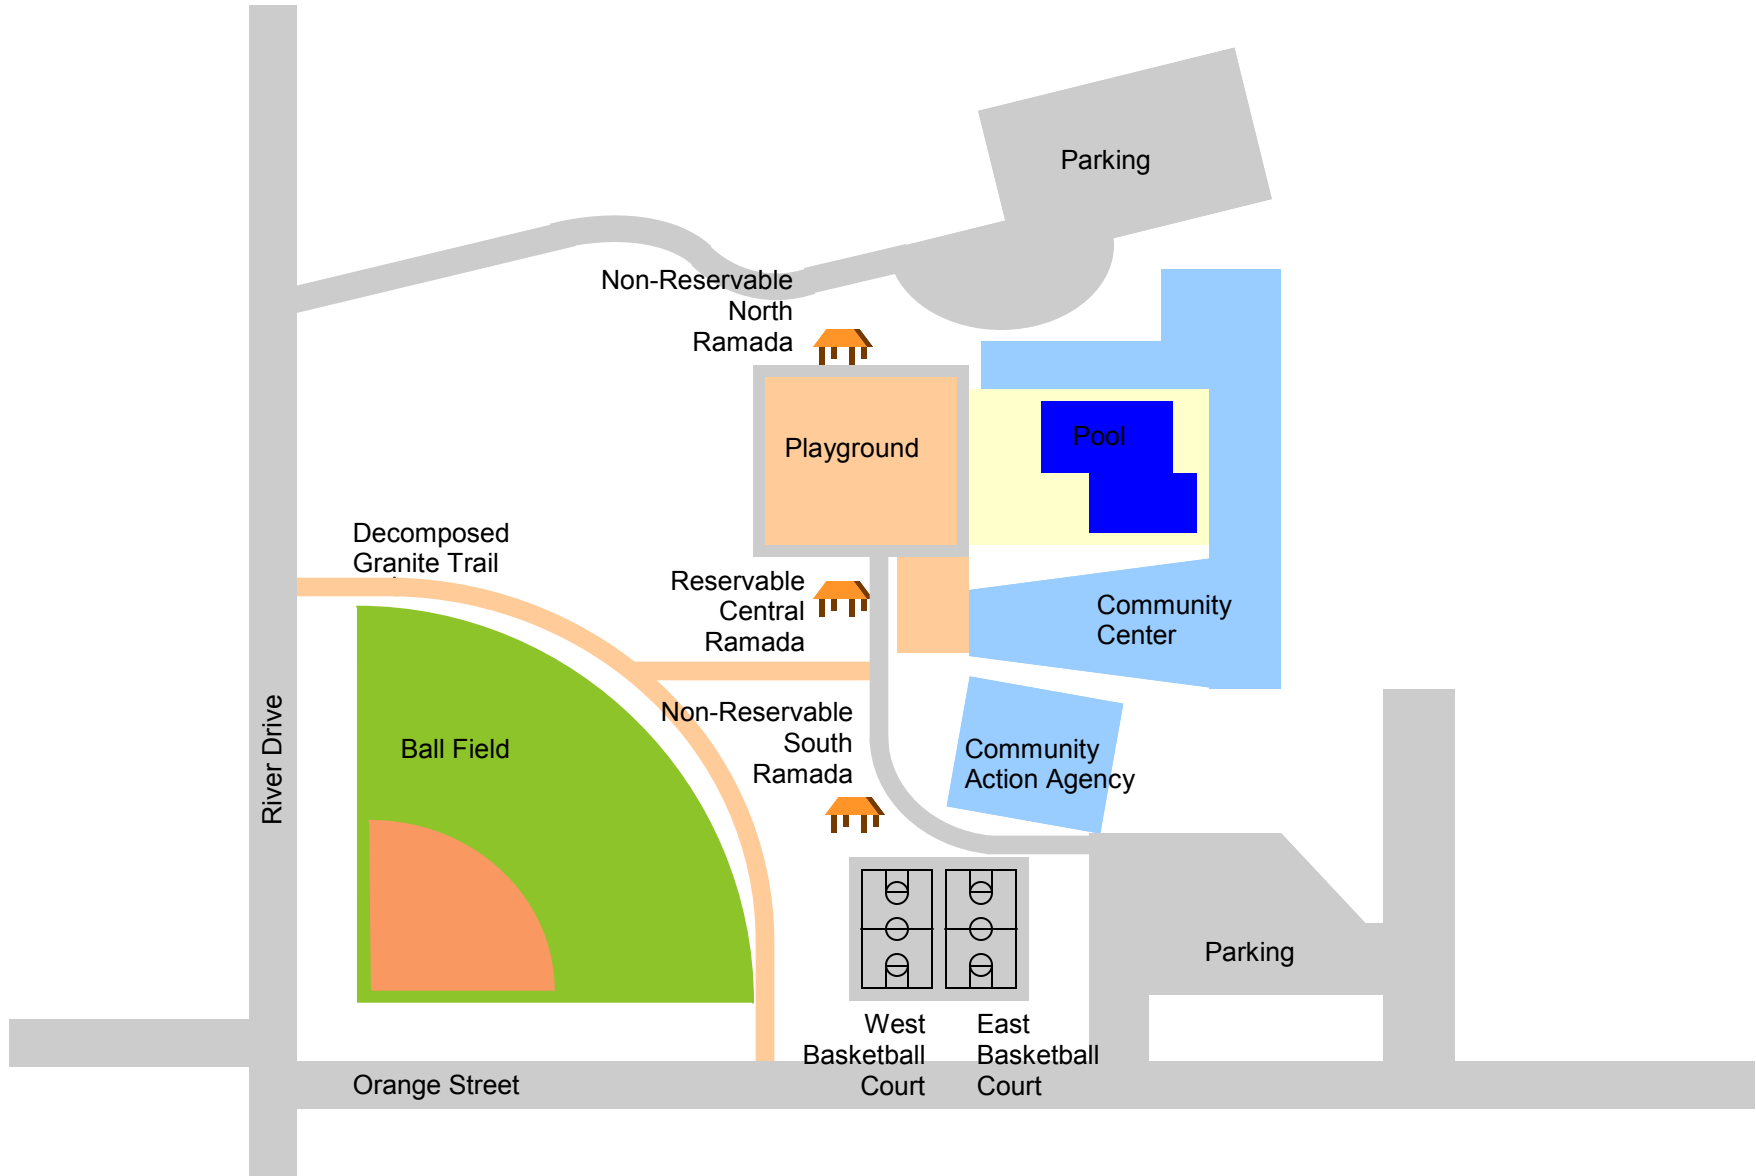 Parking
Non-Reservable
North
Ramada
Playground
Pool
Decomposed
Granite Trail
Reservable
Central
Ramada
Community
Center
River Drive
Ball Field
Non-Reservable
South
Ramada
Community
Action Agency
Parking
West
Basketball
Court
East
Basketball
Court
Orange Street